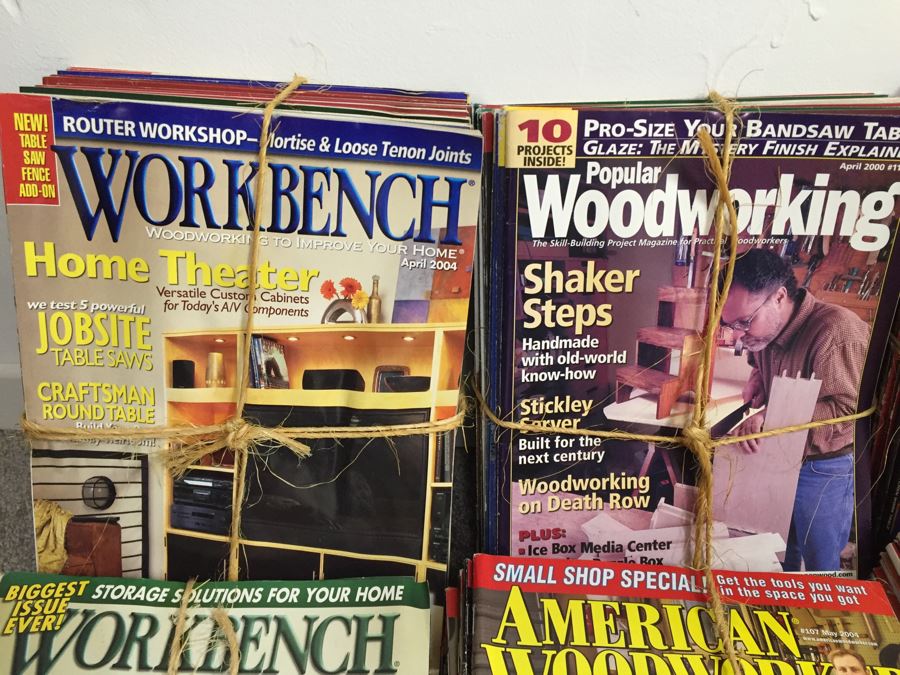 NEW!
TABLE
SAW
FENCE
ADD-ON
ROUTER WORKSHOP—Mortise & Loose Tenon Joints
WORKBENCH®
WOODWORKING TO IMPROVE YOUR HOME®
April 2004
Home Theater
Versatile Custom Cabinets
for Today's A/V Components
we test 5 powerful
JOBSITE
TABLE SAWS
CRAFTSMAN
ROUND TABLE
10
PROJECTS
INSIDE!
PRO-SIZE YOUR BANDSAW TAB
GLAZE: THE MYSTERY FINISH EXPLAINE
April 2000 #11
Popular
Woodworking
The Skill-Building Project Magazine for Practical Woodworkers
Shaker
Steps
Handmade
with old-world
know-how
Stickley
Server
Built for the
next century
Woodworking
on Death Row
PLUS:
Ice Box Media Center
Box
BIGGEST
ISSUE
EVER!
STORAGE SOLUTIONS FOR YOUR HOME
WORKBENCH®
SMALL SHOP SPECIAL!
Get the tools you want
in the space you got
AMERICAN
WOODWORKER
#107 May 2004